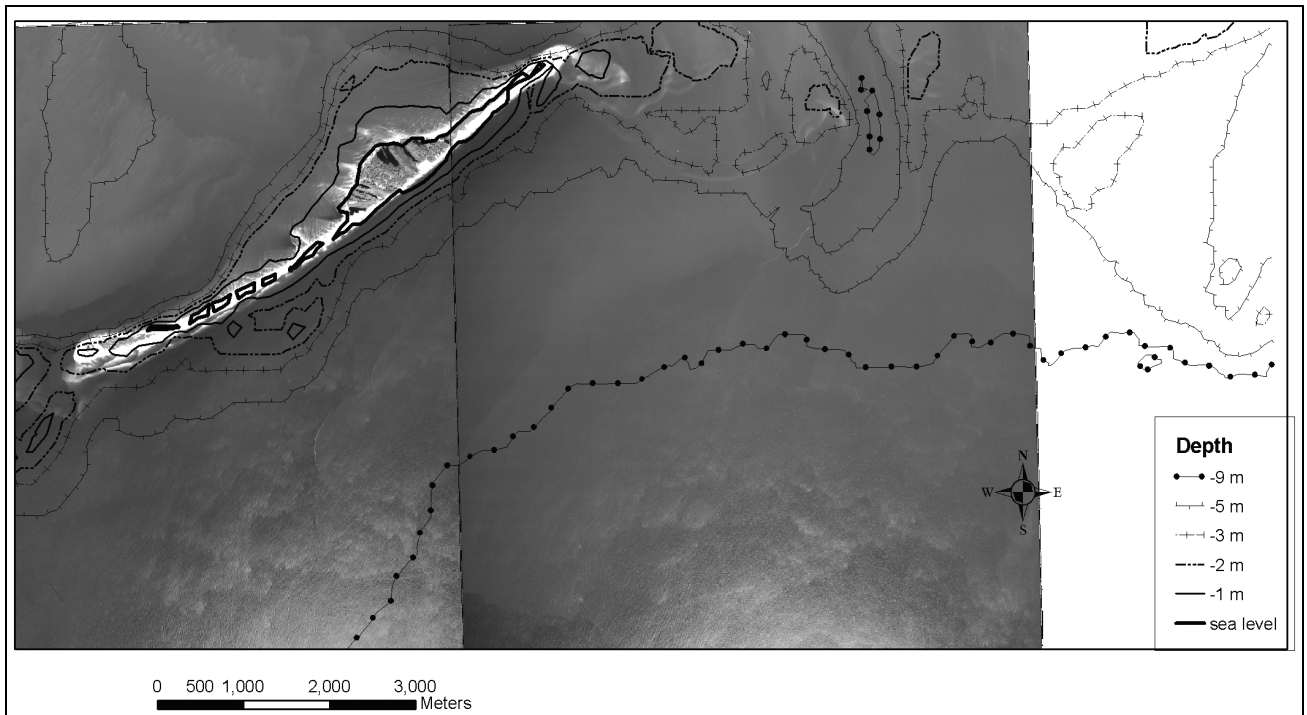 N
W E
S
Depth
-9 m
-5 m
-3 m
-2 m
-1 m
sea level
0 500 1,000 2,000 3,000
Meters